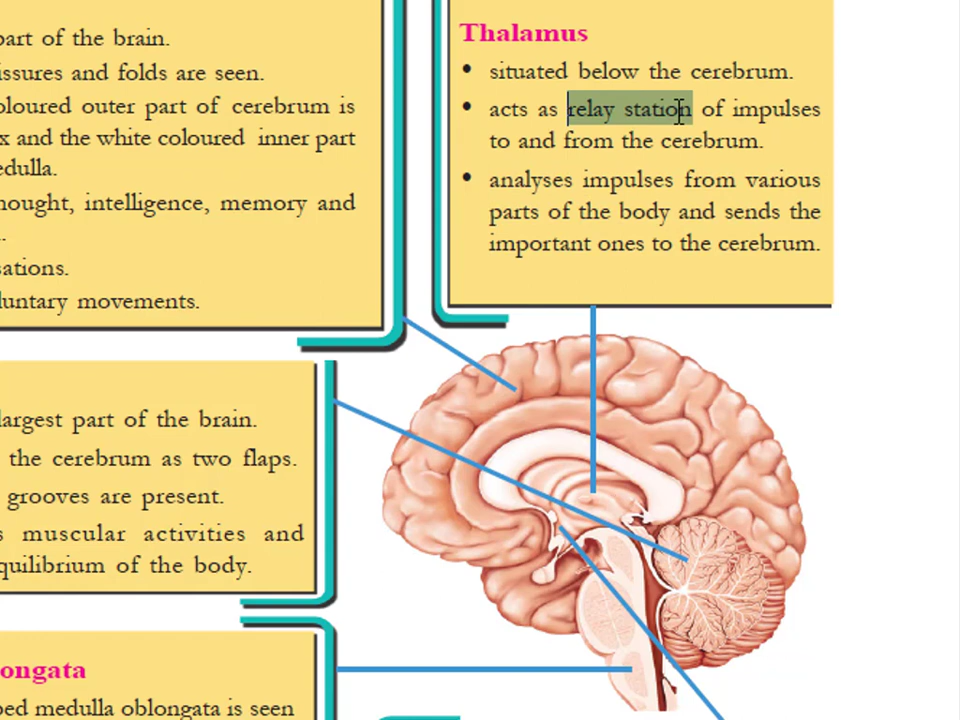 part of the brain.
issures and folds are seen.
oloured outer part of cerebrum is
x and the white coloured inner part
edulla.
hought, intelligence, memory and
.
sations.
luntary movements.
Thalamus
• situated below the cerebrum.
• acts as relay station of impulses
to and from the cerebrum.
• analyses impulses from various
parts of the body and sends the
important ones to the cerebrum.
largest part of the brain.
the cerebrum as two flaps.
grooves are present.
s muscular activities and
quilibrium of the body.
ongata
ped medulla oblongata is seen